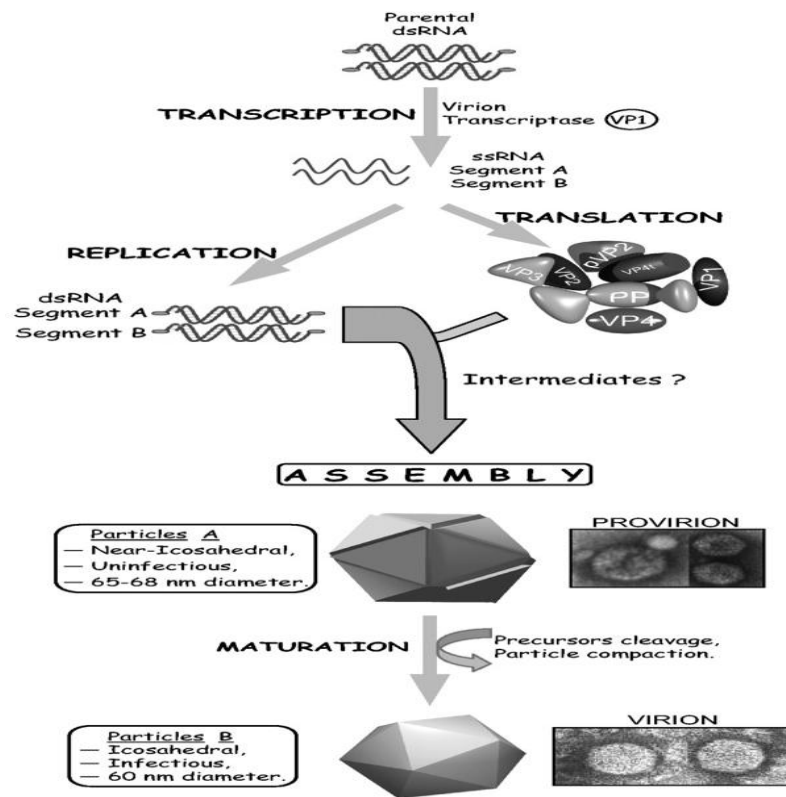 Parental
dsRNA
TRANSCRIPTION
Virion
Transcriptase VP1
ssRNA
Segment A
Segment B
REPLICATION
TRANSLATION
VP3
VP2
pVP2
VP4t
VP1
PP
VP4
dsRNA
Segment A
Segment B
Intermediates ?
ASSEMBLY
Particles A
— Near-Icosahedral,
— Uninfectious,
— 65-68 nm diameter.
PROVIRION
MATURATION
Precursors cleavage,
Particle compaction.
Particles B
— Icosahedral,
— Infectious,
— 60 nm diameter.
VIRION